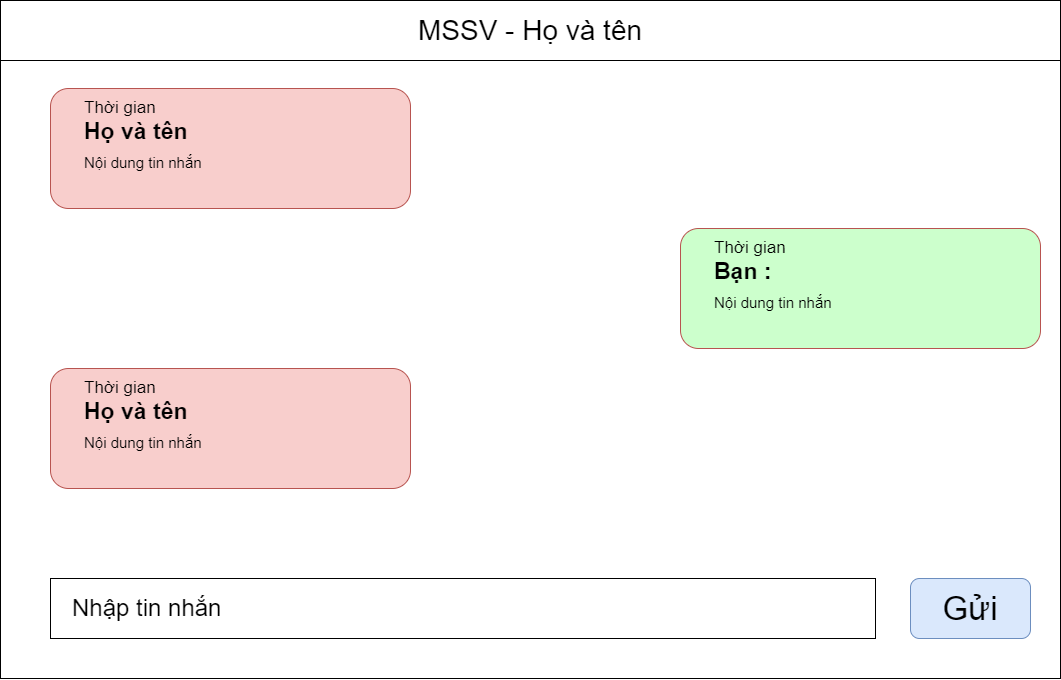 MSSV - Họ và tên
Thời gian
Họ và tên
Nội dung tin nhắn
Thời gian
Bạn :
Nội dung tin nhắn
Thời gian
Họ và tên
Nội dung tin nhắn
Nhập tin nhắn
Gửi